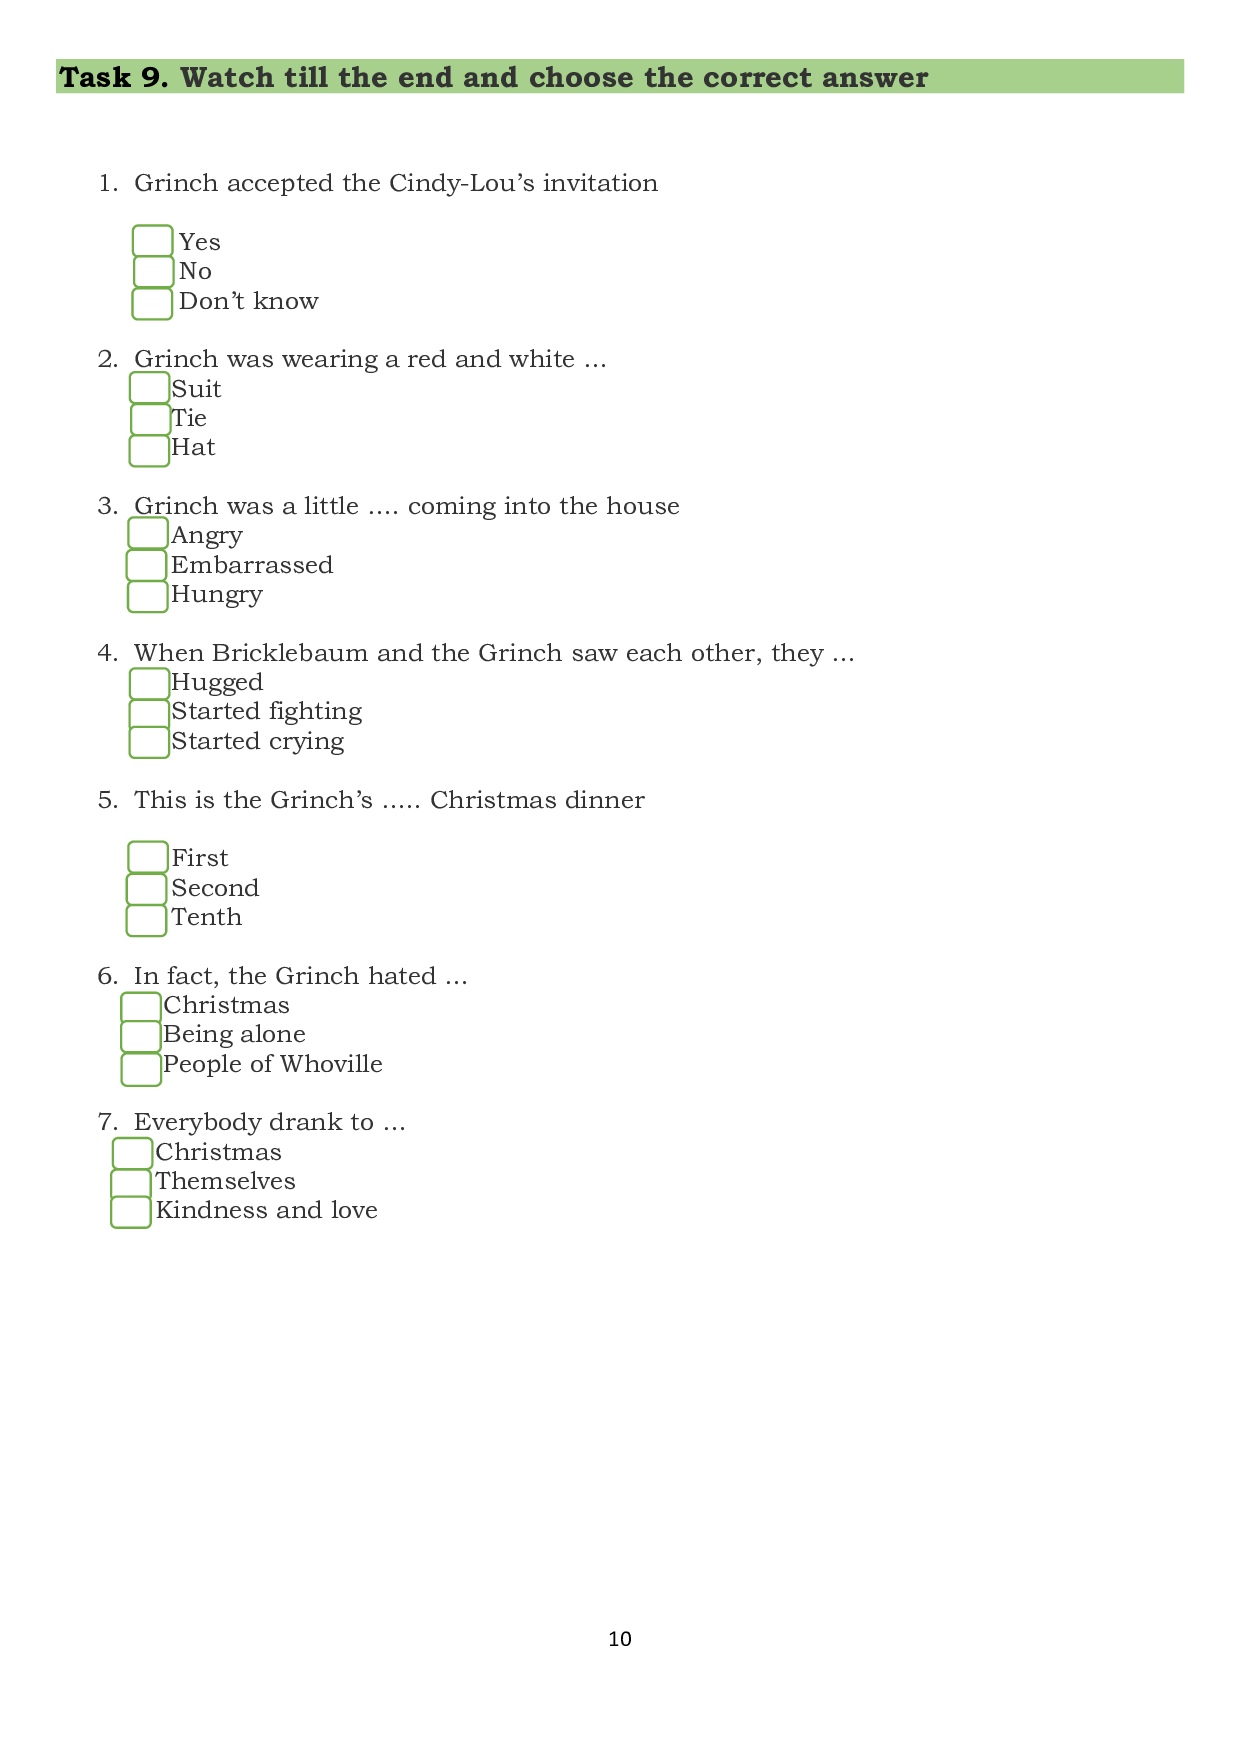 Task 9. Watch till the end and choose the correct answer
1. Grinch accepted the Cindy-Lou’s invitation
Yes
No
Don’t know
2. Grinch was wearing a red and white …
Suit
Tie
Hat
3. Grinch was a little …. coming into the house
Angry
Embarrassed
Hungry
4. When Bricklebaum and the Grinch saw each other, they …
Hugged
Started fighting
Started crying
5. This is the Grinch’s ….. Christmas dinner
First
Second
Tenth
6. In fact, the Grinch hated …
Christmas
Being alone
People of Whoville
7. Everybody drank to …
Christmas
Themselves
Kindness and love
10